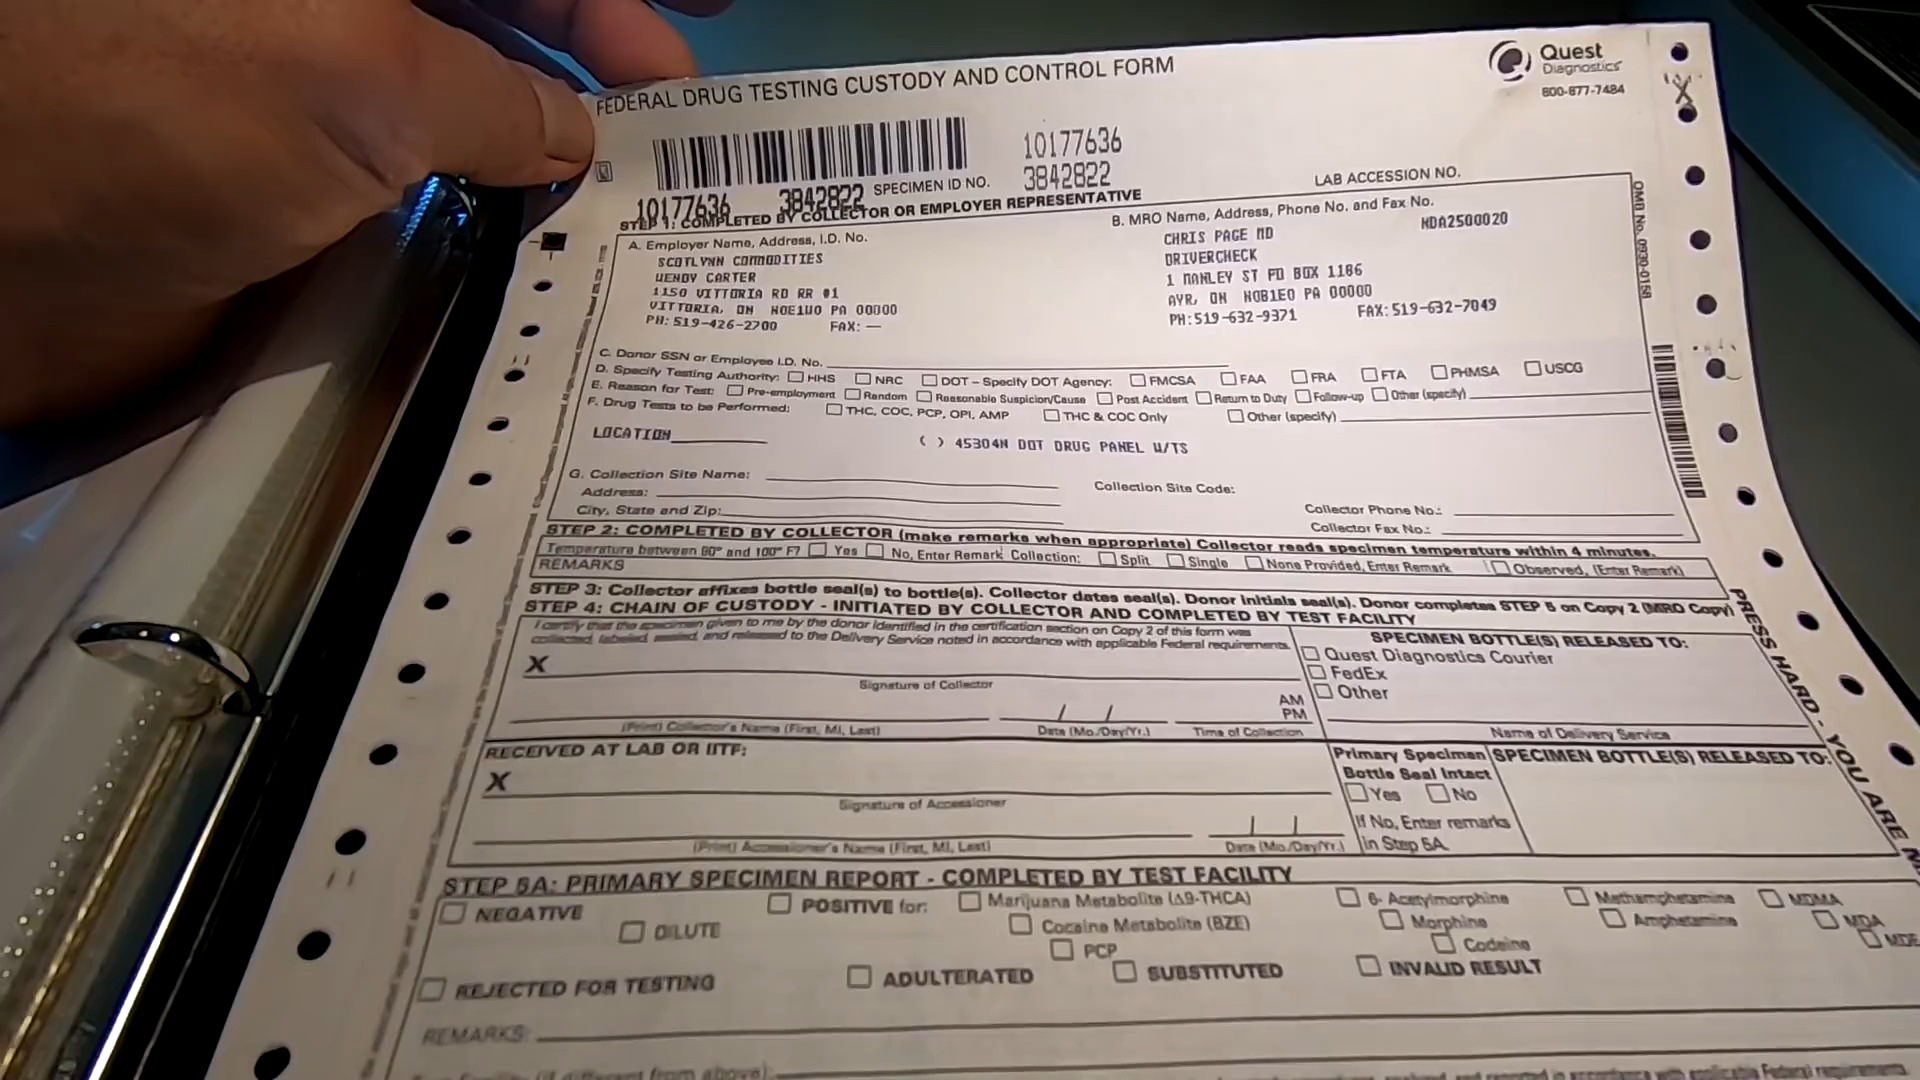 FEDERAL DRUG TESTING CUSTODY AND CONTROL FORM
Quest
Diagnostics
800-877-7484
10177636
3842822
10177636 3842822 SPECIMEN ID NO.
LAB ACCESSION NO.
STEP 1: COMPLETED BY COLLECTOR OR EMPLOYER REPRESENTATIVE
A. Employer Name, Address, I.D. No.
SCOTLYNN COMMODITIES
WENDY CARTER
1150 VITTORIA RD RR #1
VITTORIA, ON NOE1WO PA 00000
PH: 519-426-2700 FAX: —
B. MRO Name, Address, Phone No. and Fax No.
CHRIS PAGE MD NDA2500020
DRIVERCHECK
1 MANLEY ST PO BOX 1186
AYR, ON NOB1EO PA 00000
PH:519-632-9371 FAX:519-632-7049
OMB No. 0930-0158
C. Donor SSN or Employee I.D. No.
D. Specify Testing Authority: HHS NRC DOT – Specify DOT Agency: FMCSA FAA FRA FTA PHMSA USCG
E. Reason for Test: Pre-employment Random Reasonable Suspicion/Cause Post Accident Return to Duty Follow-up Other (specify)
F. Drug Tests to be Performed: THC, COC, PCP, OPI, AMP THC & COC Only Other (specify)
LOCATION ( ) 45304N DOT DRUG PANEL W/TS
G. Collection Site Name:
Address:
City, State and Zip:
Collection Site Code:
Collector Phone No.:
Collector Fax No.:
STEP 2: COMPLETED BY COLLECTOR (make remarks when appropriate) Collector reads specimen temperature within 4 minutes.
Temperature between 90° and 100° F? Yes No, Enter Remark Collection: Split Single None Provided, Enter Remark Observed, (Enter Remark)
REMARKS
STEP 3: Collector affixes bottle seal(s) to bottle(s). Collector dates seal(s). Donor initials seal(s). Donor completes STEP 5 on Copy 2 (MRO Copy)
STEP 4: CHAIN OF CUSTODY - INITIATED BY COLLECTOR AND COMPLETED BY TEST FACILITY
I certify that the specimen given to me by the donor identified in the certification section on Copy 2 of this form was
collected, labeled, sealed, and released to the Delivery Service noted in accordance with applicable Federal requirements.
X
Signature of Collector
AM
PM
(Print) Collector's Name (First, MI, Last) Date (Mo./Day/Yr.) Time of Collection
SPECIMEN BOTTLE(S) RELEASED TO:
Quest Diagnostics Courier
FedEx
Other
Name of Delivery Service
RECEIVED AT LAB OR IITF:
X
Signature of Accessioner
(Print) Accessioner's Name (First, MI, Last) Date (Mo./Day/Yr.)
Primary Specimen
Bottle Seal Intact
Yes No
If No, Enter remarks
in Step 5A.
SPECIMEN BOTTLE(S) RELEASED TO:
PRESS HARD - YOU ARE
STEP 5A: PRIMARY SPECIMEN REPORT - COMPLETED BY TEST FACILITY
NEGATIVE POSITIVE for: Marijuana Metabolite (Δ9-THCA) 6- Acetylmorphine Methamphetamine MDMA
DILUTE Cocaine Metabolite (BZE) Morphine Amphetamine MDA
PCP Codeine MDE
REJECTED FOR TESTING ADULTERATED SUBSTITUTED INVALID RESULT
REMARKS:
(if different from above):
in accordance with applicable Federal requirements.